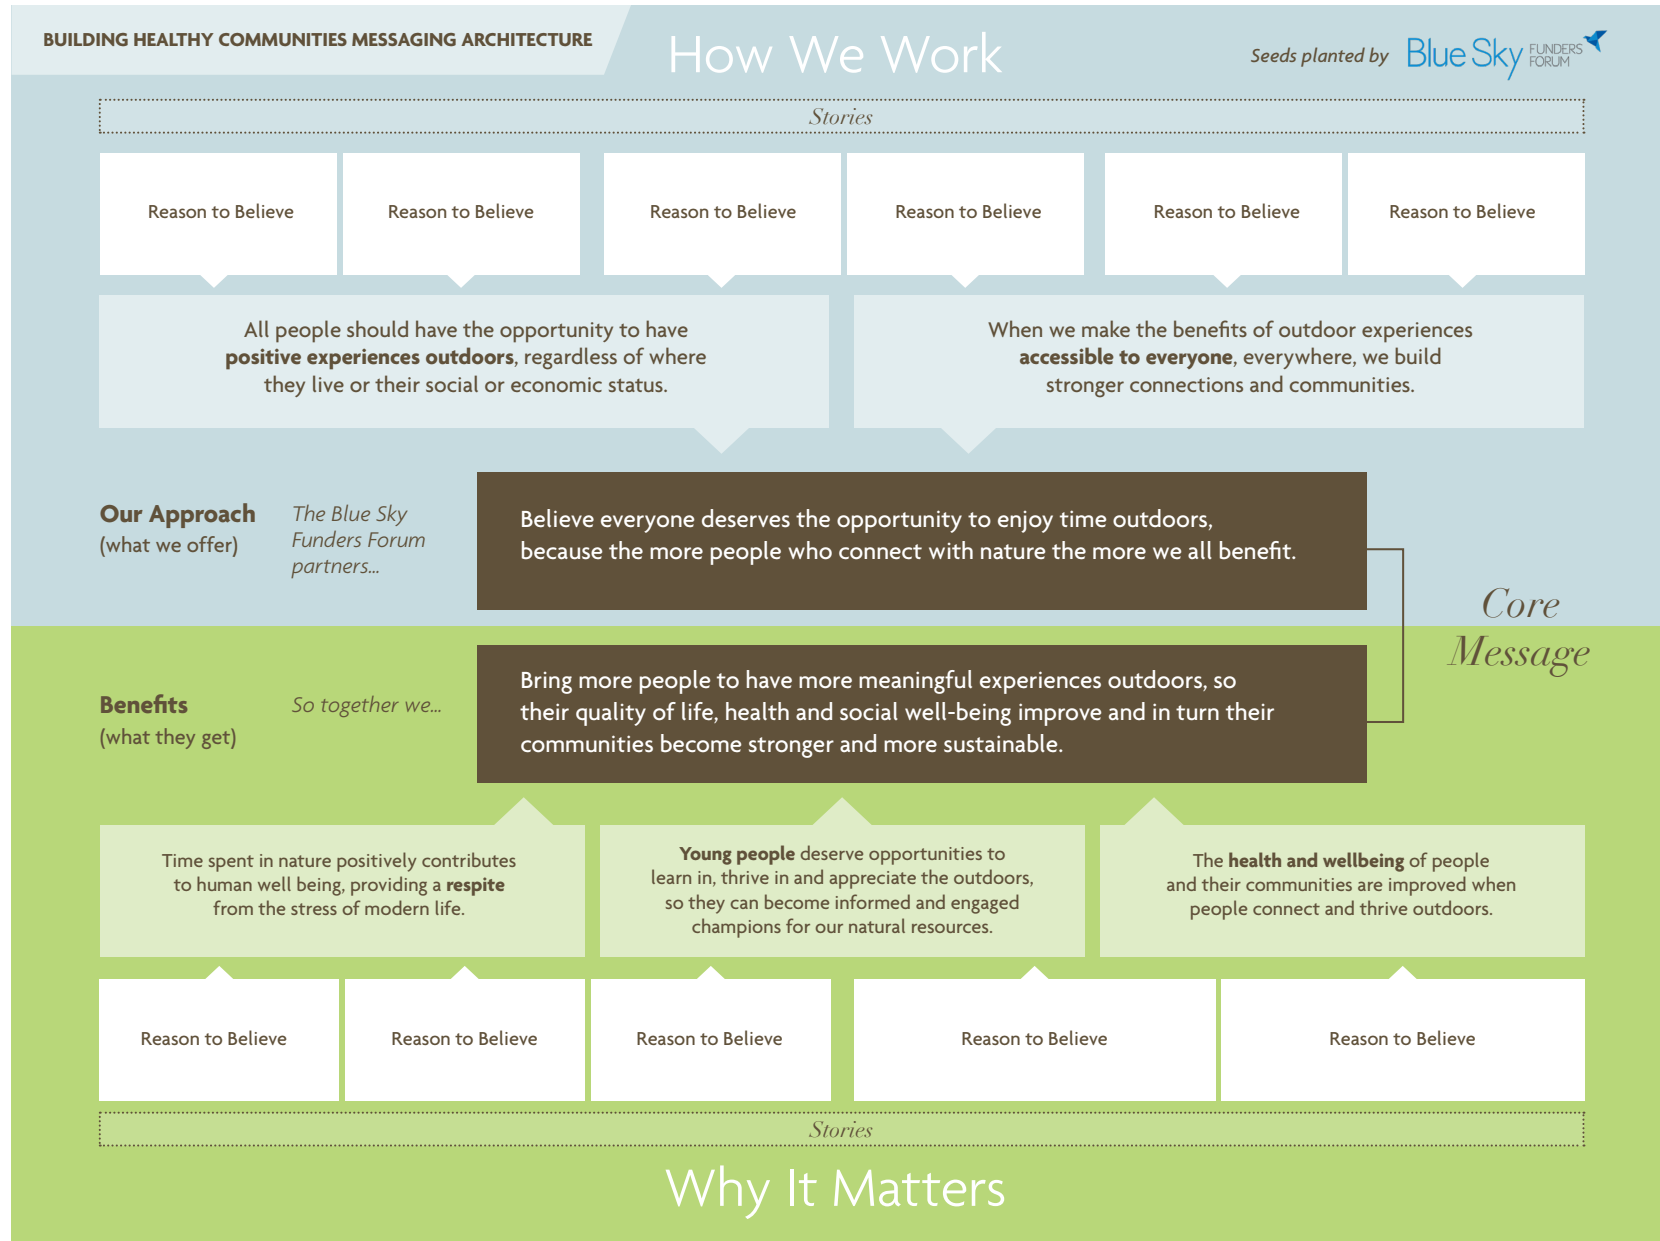 BUILDING HEALTHY COMMUNITIES MESSAGING ARCHITECTURE
How We Work
Seeds planted by
Blue Sky FUNDERS
FORUM
Stories
Reason to Believe
Reason to Believe
Reason to Believe
Reason to Believe
Reason to Believe
Reason to Believe
All people should have the opportunity to have
positive experiences outdoors, regardless of where
they live or their social or economic status.
When we make the benefits of outdoor experiences
accessible to everyone, everywhere, we build
stronger connections and communities.
Our Approach
(what we offer)
The Blue Sky
Funders Forum
partners...
Believe everyone deserves the opportunity to enjoy time outdoors,
because the more people who connect with nature the more we all benefit.
Core
Message
Benefits
(what they get)
So together we...
Bring more people to have more meaningful experiences outdoors, so
their quality of life, health and social well-being improve and in turn their
communities become stronger and more sustainable.
Time spent in nature positively contributes
to human well being, providing a respite
from the stress of modern life.
Young people deserve opportunities to
learn in, thrive in and appreciate the outdoors,
so they can become informed and engaged
champions for our natural resources.
The health and wellbeing of people
and their communities are improved when
people connect and thrive outdoors.
Reason to Believe
Reason to Believe
Reason to Believe
Reason to Believe
Reason to Believe
Stories
Why It Matters